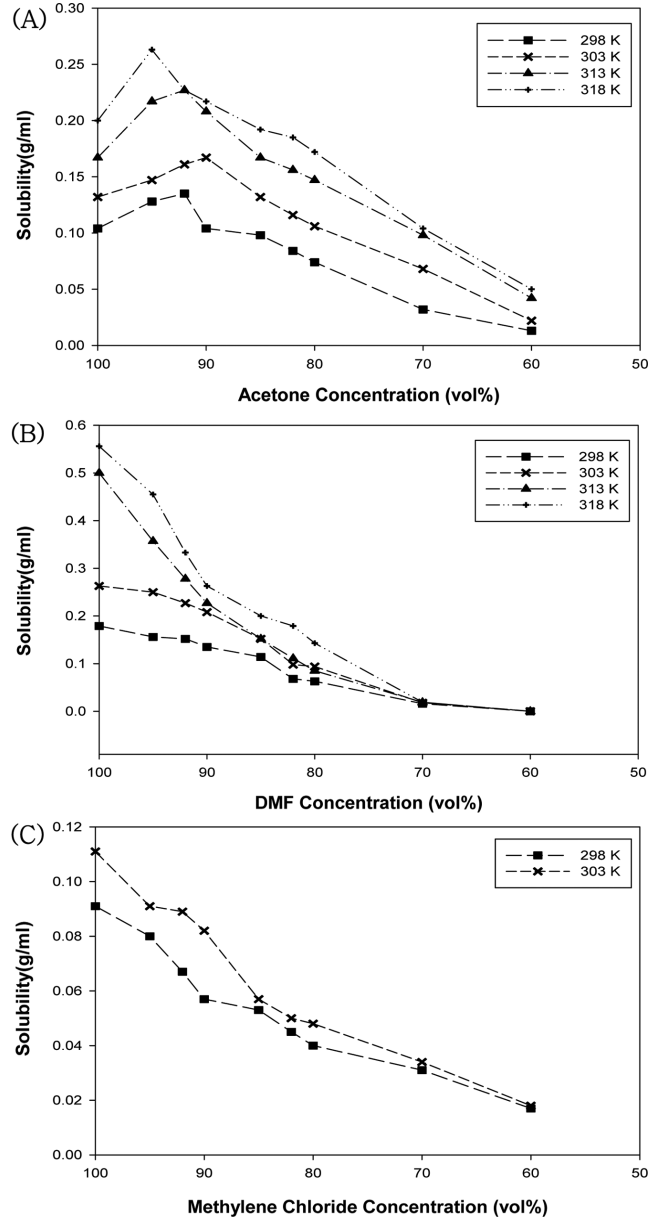 (A)
0.30
0.25
0.20
0.15
0.10
0.05
0.00
Solubility(g/ml)
298 K
303 K
313 K
318 K
100 90 80 70 60 50
Acetone Concentration (vol%)
(B)
0.6
0.5
0.4
0.3
0.2
0.1
0.0
Solubility(g/ml)
298 K
303 K
313 K
318 K
100 90 80 70 60 50
DMF Concentration (vol%)
(C)
0.12
0.10
0.08
0.06
0.04
0.02
0.00
Solubility(g/ml)
298 K
303 K
100 90 80 70 60 50
Methylene Chloride Concentration (vol%)